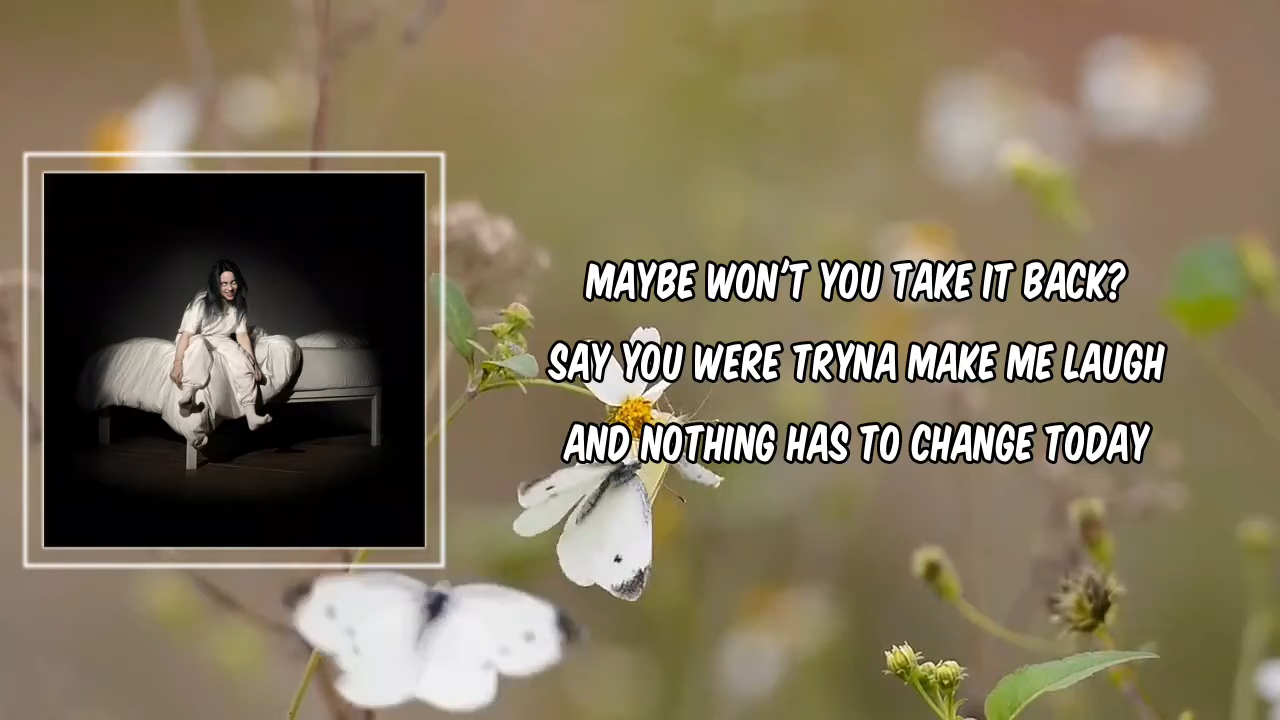 MAYBE WON'T YOU TAKE IT BACK?
SAY YOU WERE TRYNA MAKE ME LAUGH
AND NOTHING HAS TO CHANGE TODAY